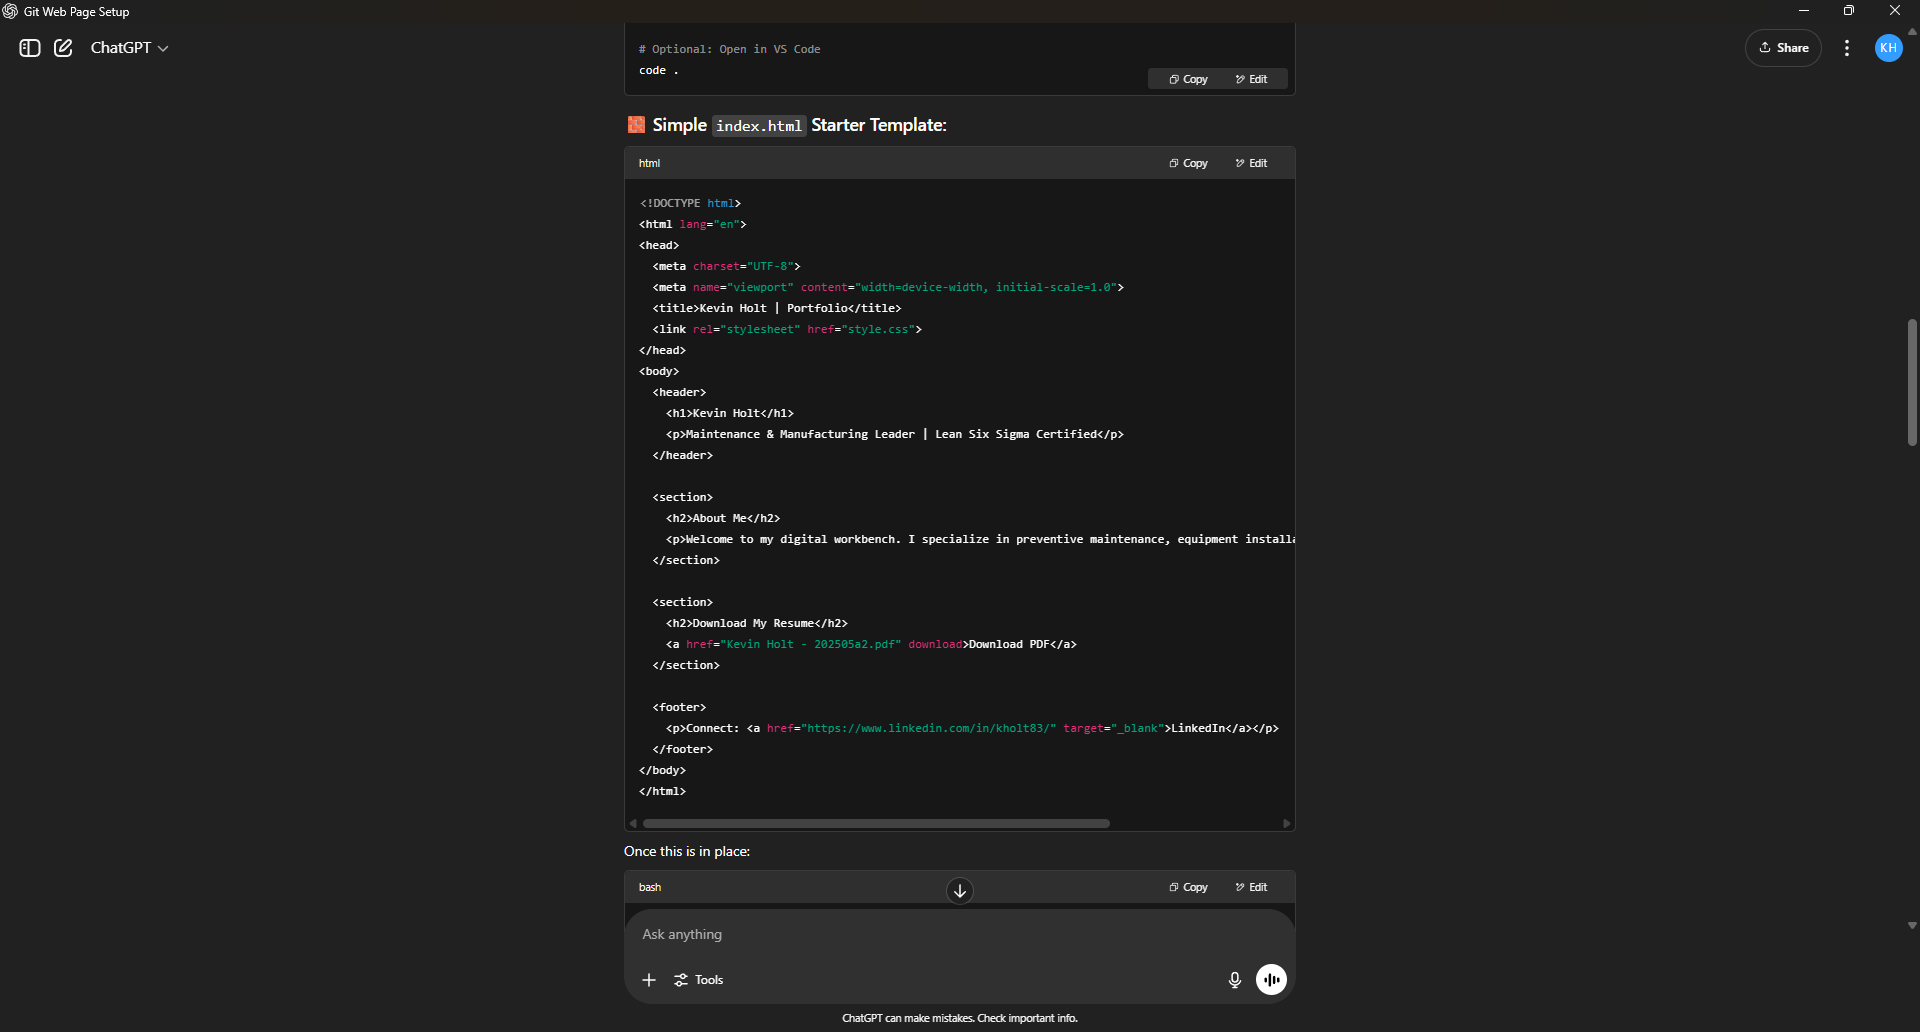 Git Web Page Setup
ChatGPT
Share
KH
# Optional: Open in VS Code
code .
Copy Edit
Simple index.html Starter Template:
html
Copy Edit
<!DOCTYPE html>
<html lang="en">
<head>
  <meta charset="UTF-8">
  <meta name="viewport" content="width=device-width, initial-scale=1.0">
  <title>Kevin Holt | Portfolio</title>
  <link rel="stylesheet" href="style.css">
</head>
<body>
  <header>
    <h1>Kevin Holt</h1>
    <p>Maintenance & Manufacturing Leader | Lean Six Sigma Certified</p>
  </header>
  <section>
    <h2>About Me</h2>
    <p>Welcome to my digital workbench. I specialize in preventive maintenance, equipment installa
  </section>
  <section>
    <h2>Download My Resume</h2>
    <a href="Kevin Holt - 202505a2.pdf" download>Download PDF</a>
  </section>
  <footer>
    <p>Connect: <a href="https://www.linkedin.com/in/kholt83/" target="_blank">LinkedIn</a></p>
  </footer>
</body>
</html>
Once this is in place:
bash
Copy Edit
Ask anything
Tools
ChatGPT can make mistakes. Check important info.